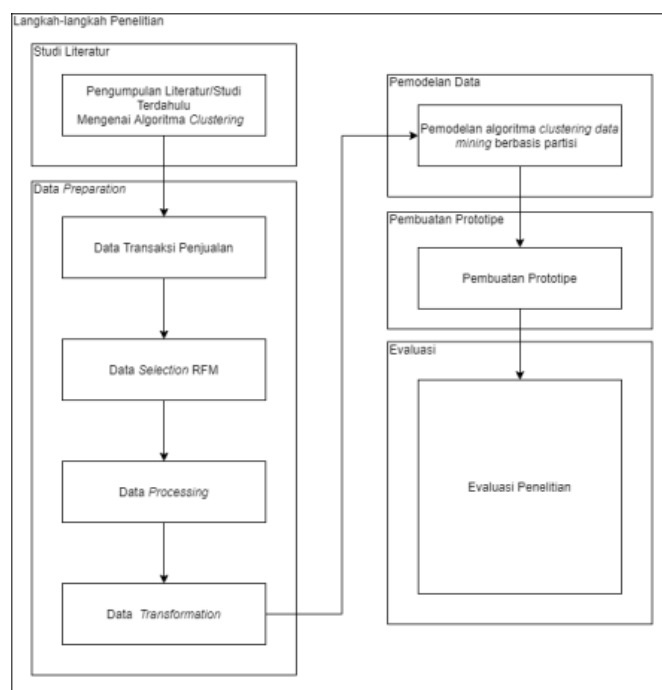 Langkah-langkah Penelitian
Studi Literatur
Pengumpulan Literatur/Studi
Terdahulu
Mengenai Algoritma Clustering
Data Preparation
Data Transaksi Penjualan
Data Selection RFM
Data Processing
Data Transformation
Pemodelan Data
Pemodelan algoritma clustering data
mining berbasis partisi
Pembuatan Prototipe
Pembuatan Prototipe
Evaluasi
Evaluasi Penelitian